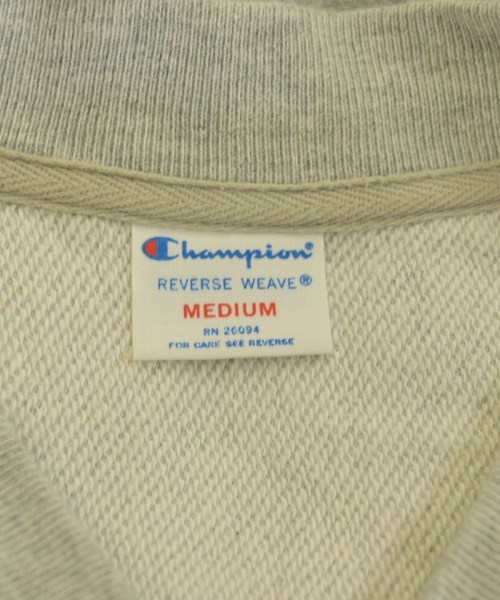 Champion®
REVERSE WEAVE®
MEDIUM
RN 26094
FOR CARE SEE REVERSE